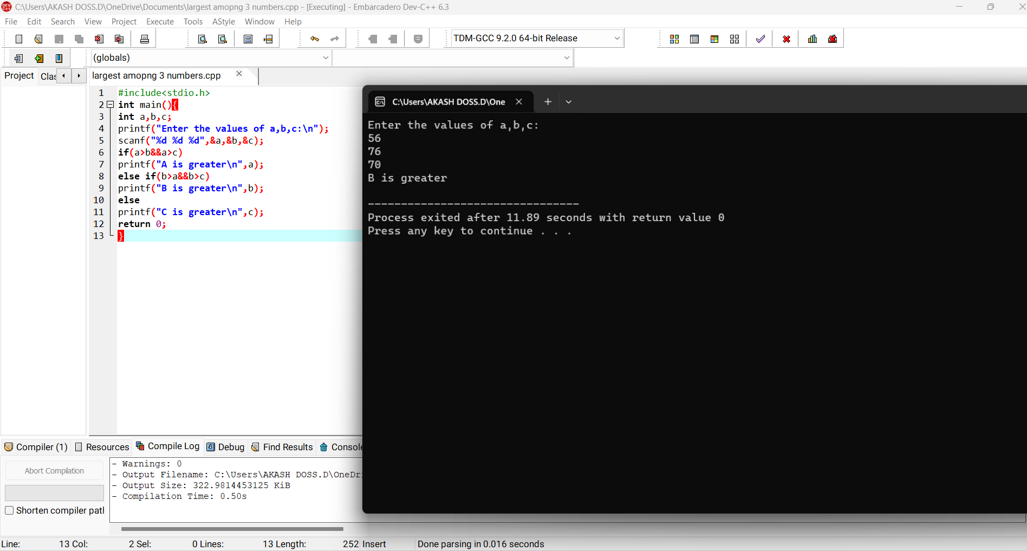 C:\Users\AKASH DOSS.D\OneDrive\Documents\largest amopng 3 numbers.cpp - [Executing] - Embarcadero Dev-C++ 6.3
File Edit Search View Project Execute Tools AStyle Window Help
TDM-GCC 9.2.0 64-bit Release
(globals)
Project Clas
largest amopng 3 numbers.cpp
1 #include<stdio.h>
2 int main(){
3 int a,b,c;
4 printf("Enter the values of a,b,c:\n");
5 scanf("%d %d %d",&a,&b,&c);
6 if(a>b&&a>c)
7 printf("A is greater\n",a);
8 else if(b>a&&b>c)
9 printf("B is greater\n",b);
10 else
11 printf("C is greater\n",c);
12 return 0;
13 }
C:\Users\AKASH DOSS.D\One
Enter the values of a,b,c:
56
76
70
B is greater
--------------------------------
Process exited after 11.89 seconds with return value 0
Press any key to continue . . .
Compiler (1) Resources Compile Log Debug Find Results Console
Abort Compilation
Shorten compiler patl
- Warnings: 0
- Output Filename: C:\Users\AKASH DOSS.D\OneDri
- Output Size: 322.9814453125 KiB
- Compilation Time: 0.50s
Line: 13 Col: 2 Sel: 0 Lines: 13 Length: 252 Insert Done parsing in 0.016 seconds